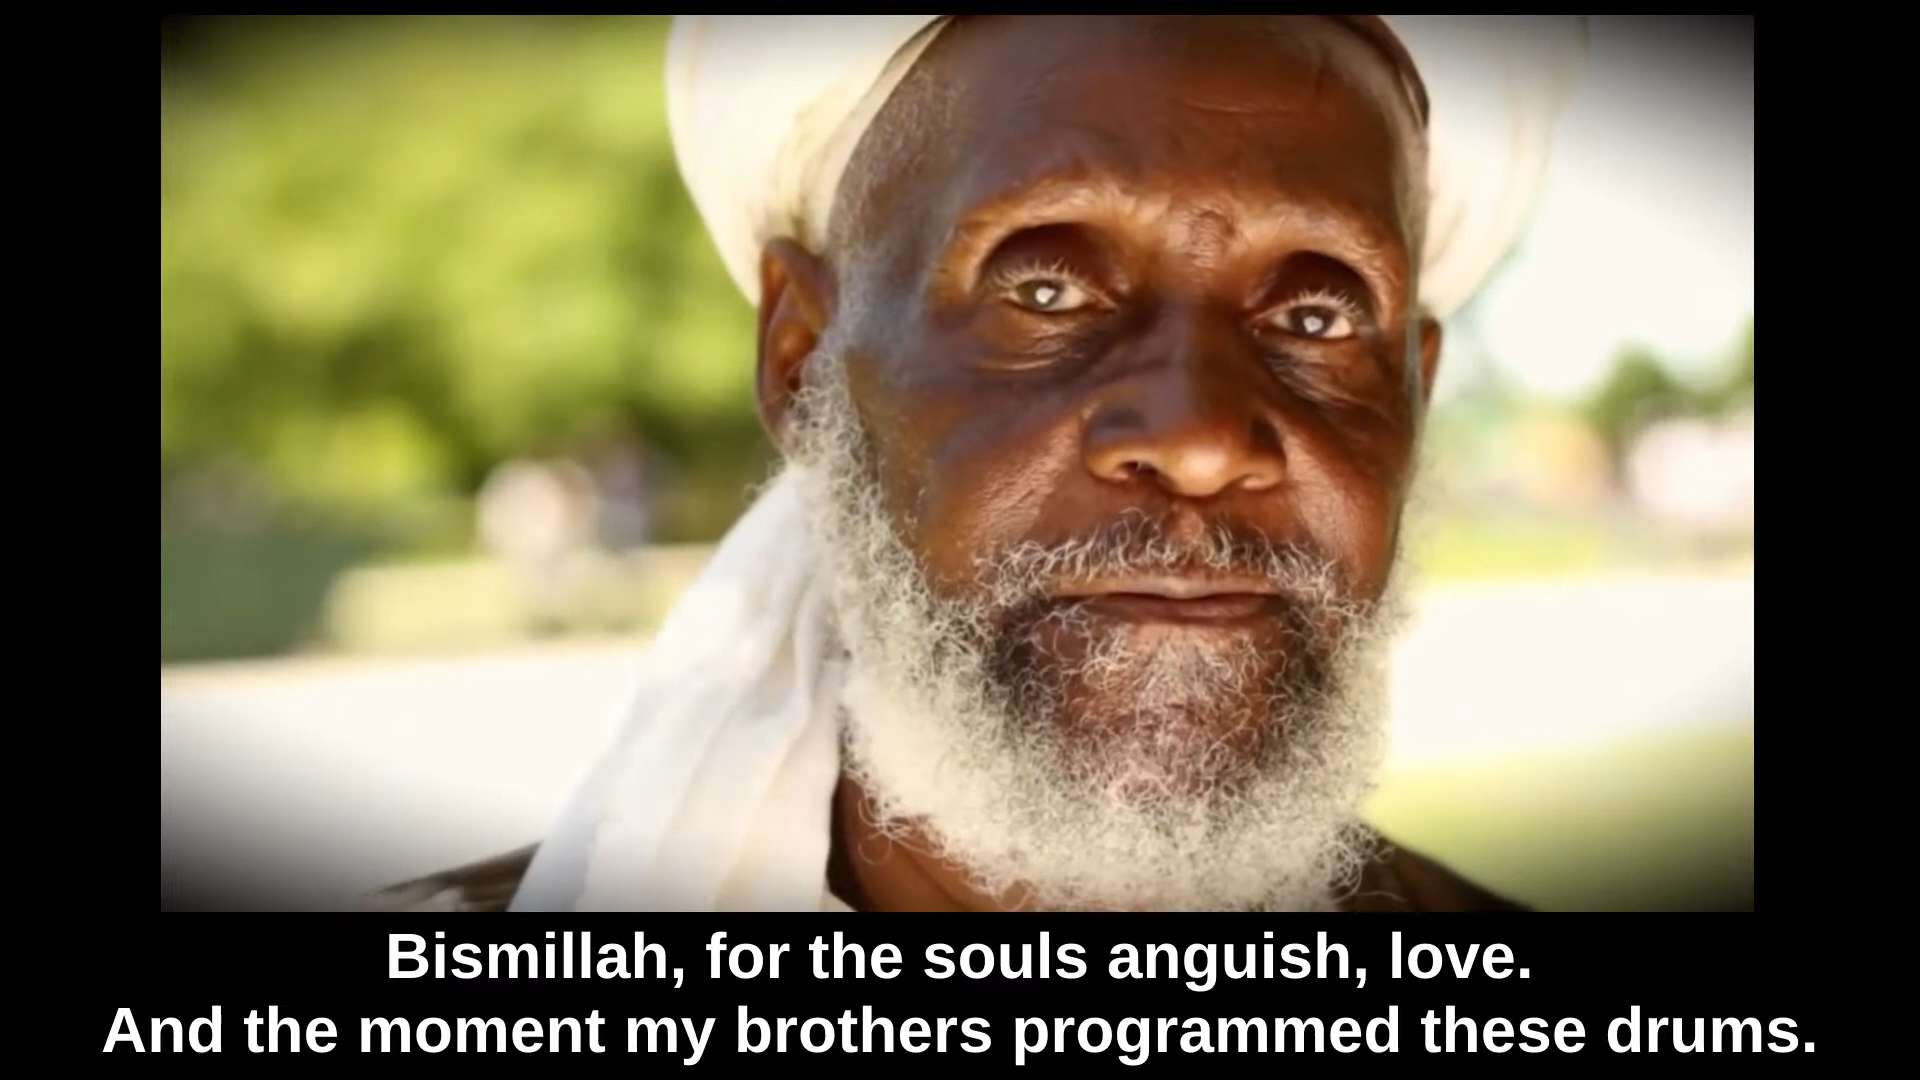 Bismillah, for the souls anguish, love.
And the moment my brothers programmed these drums.